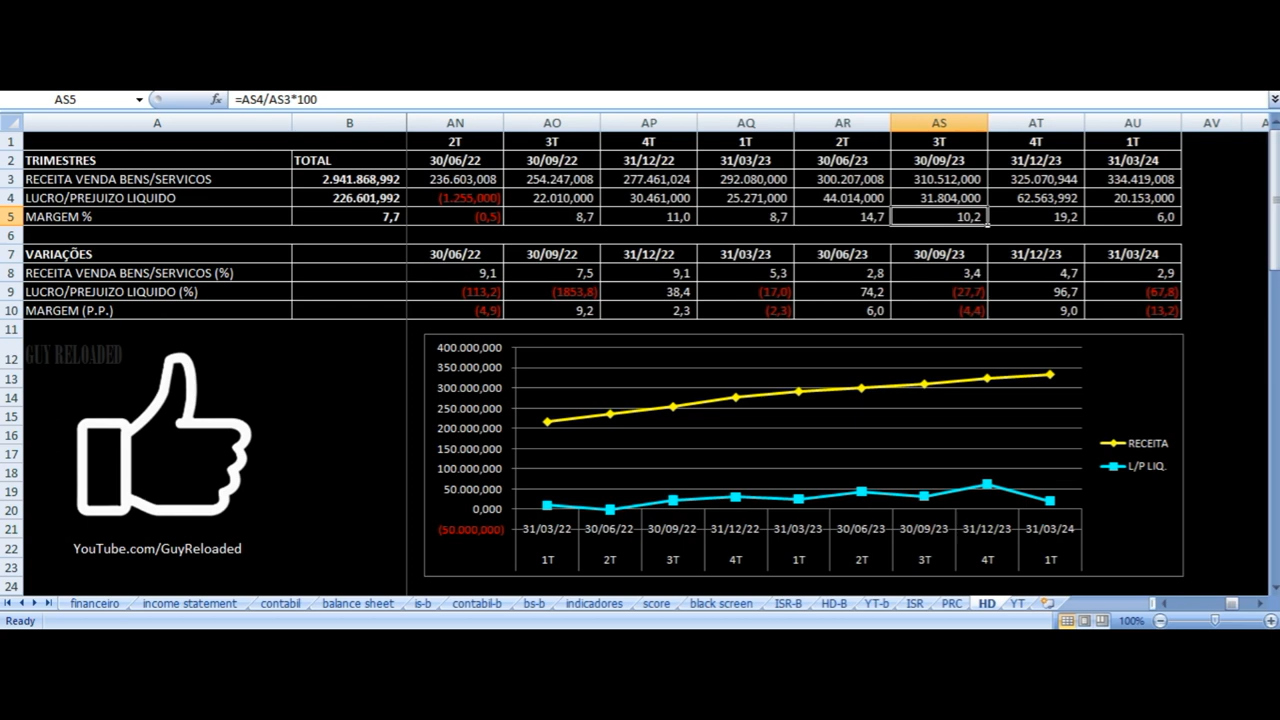 AS5 fx =AS4/AS3*100
A B AN AO AP AQ AR AS AT AU AV
1 2T 3T 4T 1T 2T 3T 4T 1T
2 TRIMESTRES TOTAL 30/06/22 30/09/22 31/12/22 31/03/23 30/06/23 30/09/23 31/12/23 31/03/24
3 RECEITA VENDA BENS/SERVICOS 2.941.868,992 236.603,008 254.247,008 277.461,024 292.080,000 300.207,008 310.512,000 325.070,944 334.419,008
4 LUCRO/PREJUIZO LIQUIDO 226.601,992 (1.255,000) 22.010,000 30.461,000 25.271,000 44.014,000 31.804,000 62.563,992 20.153,000
5 MARGEM % 7,7 (0,5) 8,7 11,0 8,7 14,7 10,2 19,2 6,0
6
7 VARIAÇÕES 30/06/22 30/09/22 31/12/22 31/03/23 30/06/23 30/09/23 31/12/23 31/03/24
8 RECEITA VENDA BENS/SERVICOS (%) 9,1 7,5 9,1 5,3 2,8 3,4 4,7 2,9
9 LUCRO/PREJUIZO LIQUIDO (%) (113,2) (1853,8) 38,4 (17,0) 74,2 (27,7) 96,7 (67,8)
10 MARGEM (P.P.) (4,9) 9,2 2,3 (2,3) 6,0 (4,4) 9,0 (13,2)
11
12 GUY RELOADED
13
14
15
16
17
18
19
20
21
22
23
24
YouTube.com/GuyReloaded
400.000,000
350.000,000
300.000,000
250.000,000
200.000,000
150.000,000
100.000,000
50.000,000
0,000
(50.000,000)
31/03/22 30/06/22 30/09/22 31/12/22 31/03/23 30/06/23 30/09/23 31/12/23 31/03/24
1T 2T 3T 4T 1T 2T 3T 4T 1T
RECEITA
L/P LIQ.
financeiro income statement contabil balance sheet is-b contabil-b bs-b indicadores score black screen ISR-B HD-B YT-b ISR PRC HD YT
Ready 100%